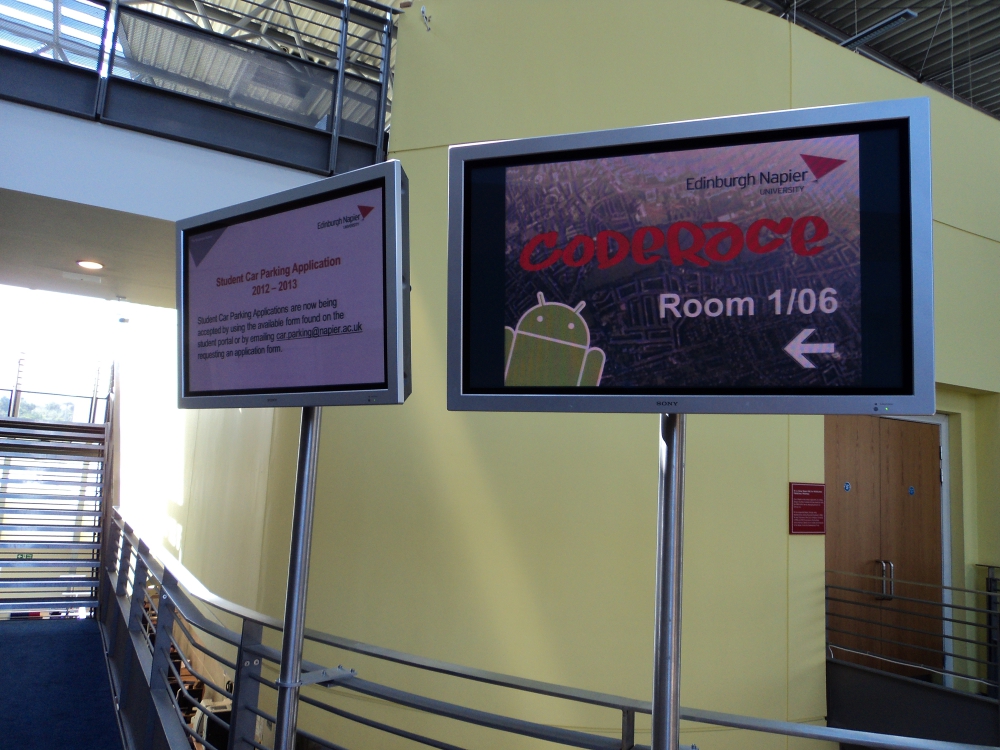 Edinburgh Napier
UNIVERSITY
Student Car Parking Application
2012 – 2013
Student Car Parking Applications are now being
accepted by using the available form found on the
student portal or by emailing car.parking@napier.ac.uk
requesting an application form.
Edinburgh Napier
UNIVERSITY
CODERACE
Room 1/06
SONY